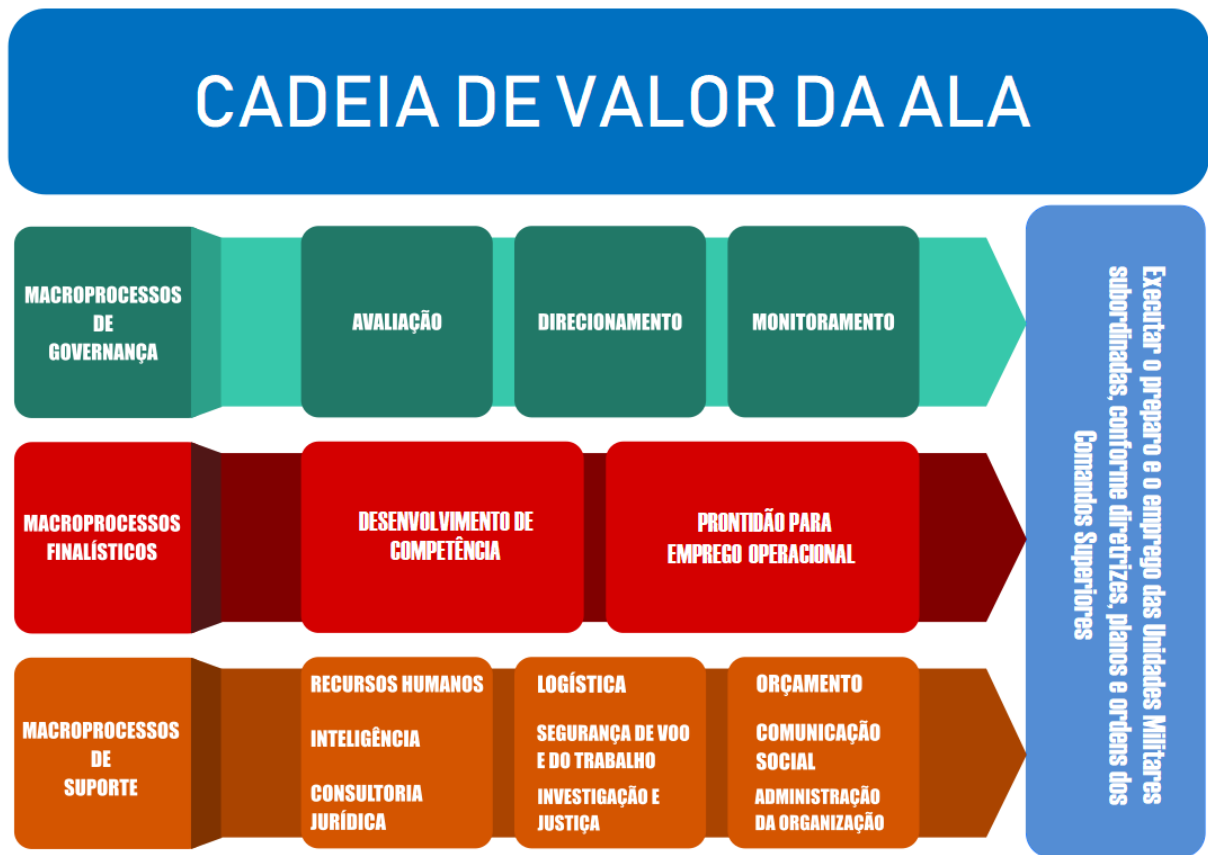 CADEIA DE VALOR DA ALA
MACROPROCESSOS
DE
GOVERNANÇA
AVALIAÇÃO
DIRECIONAMENTO
MONITORAMENTO
MACROPROCESSOS
FINALÍSTICOS
DESENVOLVIMENTO DE
COMPETÊNCIA
PRONTIDÃO PARA
EMPREGO OPERACIONAL
MACROPROCESSOS
DE
SUPORTE
RECURSOS HUMANOS
INTELIGÊNCIA
CONSULTORIA
JURÍDICA
LOGÍSTICA
SEGURANÇA DE VOO
E DO TRABALHO
INVESTIGAÇÃO E
JUSTIÇA
ORÇAMENTO
COMUNICAÇÃO
SOCIAL
ADMINISTRAÇÃO
DA ORGANIZAÇÃO
Executar o preparo e o emprego das Unidades Militares
subordinadas, conforme diretrizes, planos e ordens dos
Comandos Superiores